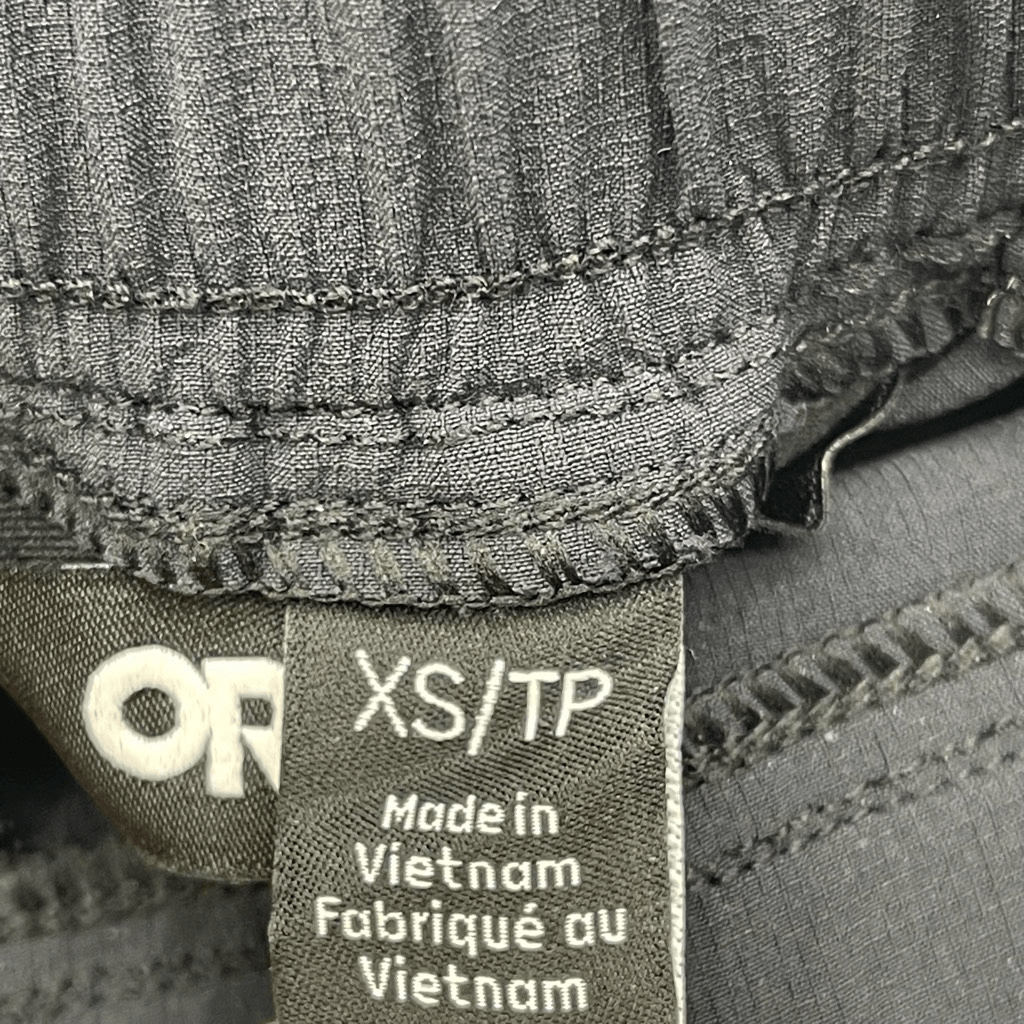 OR
XS/TP
Made in
Vietnam
Fabriqué au
Vietnam